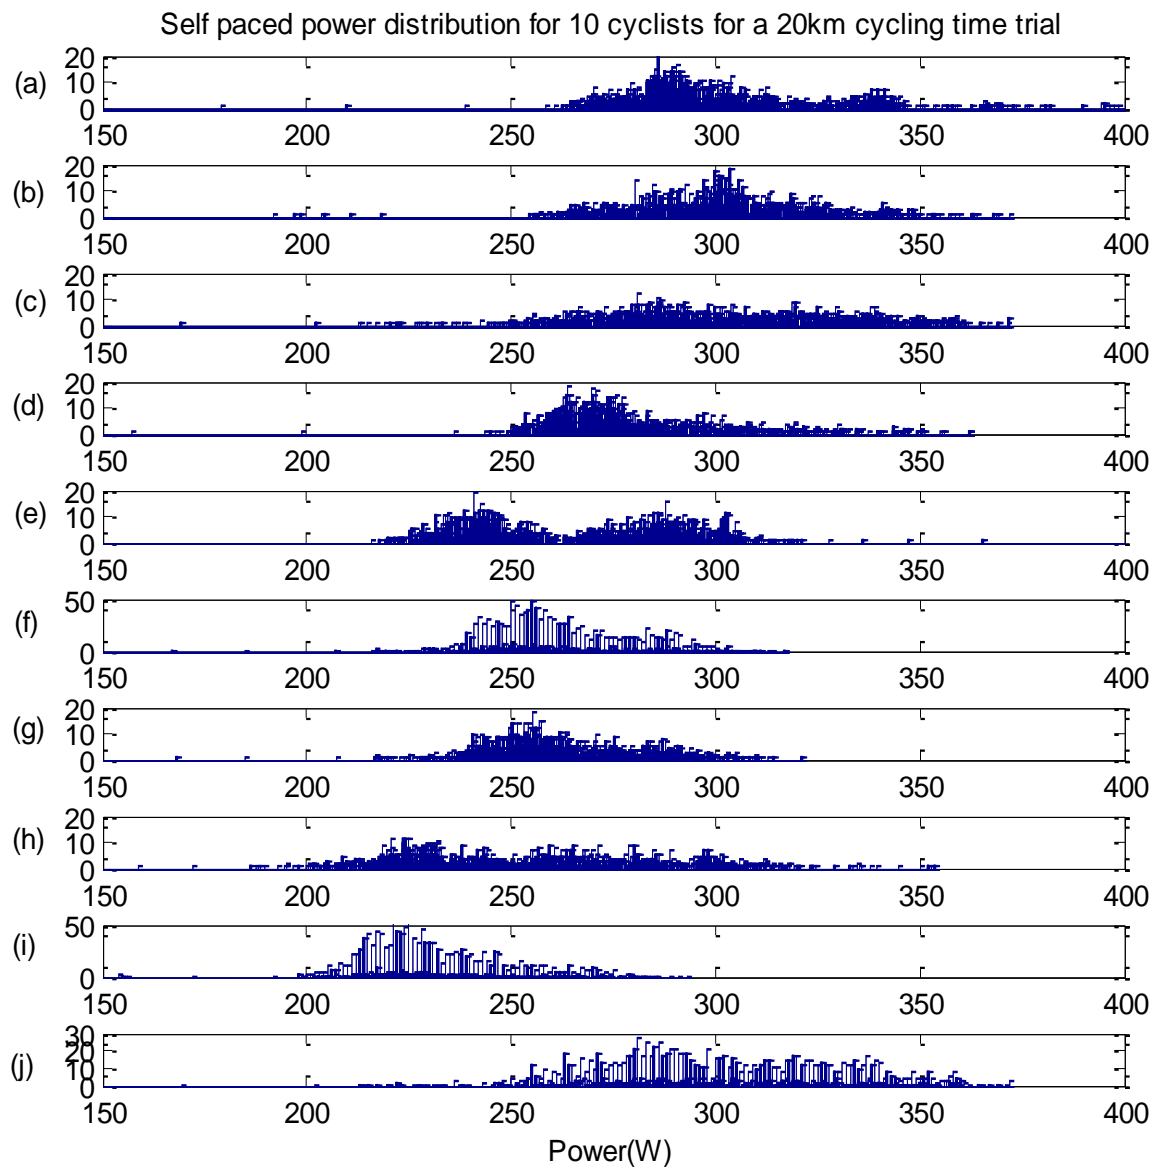 Self paced power distribution for 10 cyclists for a 20km cycling time trial
(a) 20 10 0
150 200 250 300 350 400
(b) 20 10 0
150 200 250 300 350 400
(c) 20 10 0
150 200 250 300 350 400
(d) 20 10 0
150 200 250 300 350 400
(e) 20 10 0
150 200 250 300 350 400
(f) 50 0
150 200 250 300 350 400
(g) 20 10 0
150 200 250 300 350 400
(h) 20 10 0
150 200 250 300 350 400
(i) 50 0
150 200 250 300 350 400
(j) 30 20 10 0
150 200 250 300 350 400
Power(W)